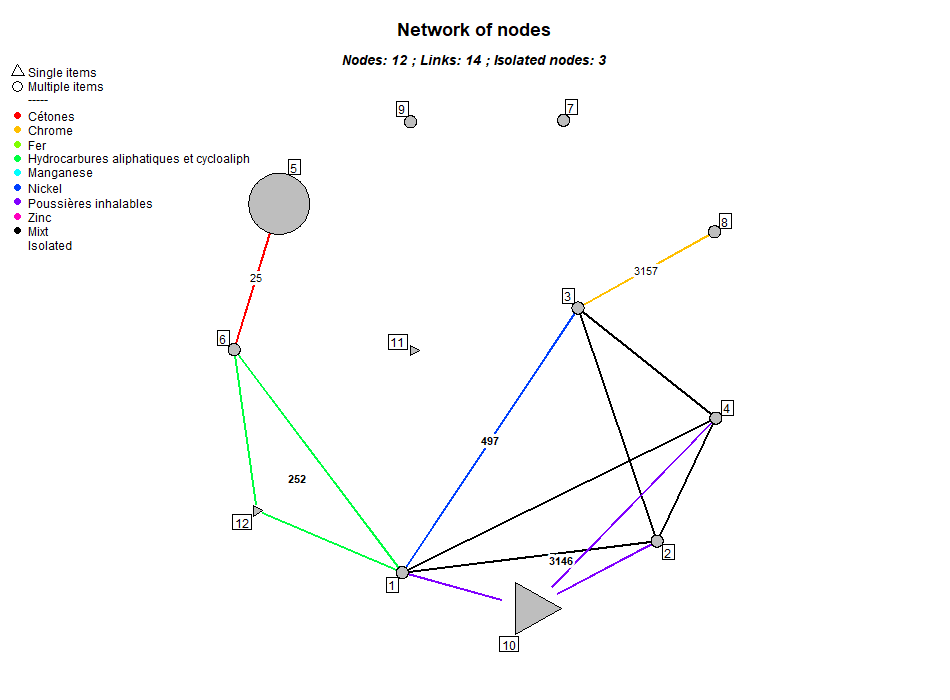 Network of nodes
Nodes: 12 ; Links: 14 ; Isolated nodes: 3
Single items
Multiple items
-----
Cétones
Chrome
Fer
Hydrocarbures aliphatiques et cycloaliph
Manganese
Nickel
Poussières inhalables
Zinc
Mixt
Isolated
9
7
5
8
3157
25
3
6
11
4
497
252
12
2
3146
1
10